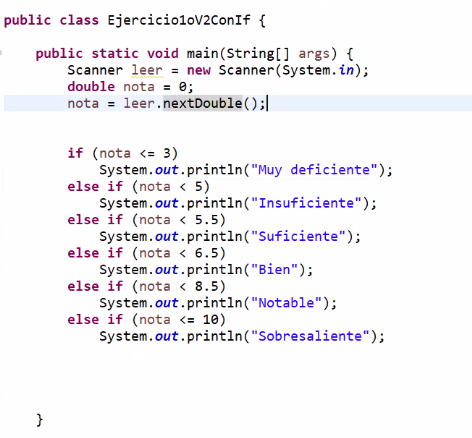 public class Ejercicio1oV2ConIf {
public static void main(String[] args) {
Scanner leer = new Scanner(System.in);
double nota = 0;
nota = leer.nextDouble();
if (nota <= 3)
System.out.println("Muy deficiente");
else if (nota < 5)
System.out.println("Insuficiente");
else if (nota < 5.5)
System.out.println("Suficiente");
else if (nota < 6.5)
System.out.println("Bien");
else if (nota < 8.5)
System.out.println("Notable");
else if (nota <= 10)
System.out.println("Sobresaliente");
}